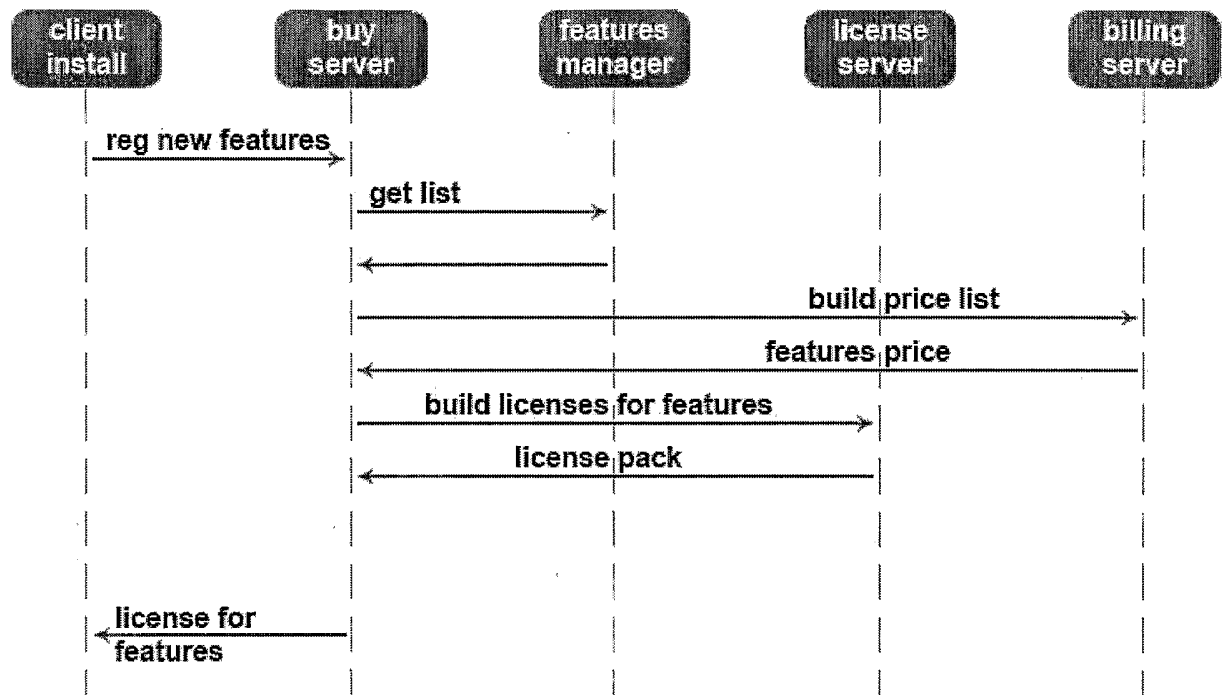 client
install
buy
server
features
manager
license
server
billing
server
reg new features
get list
build price list
features price
build licenses for features
license pack
license for
features